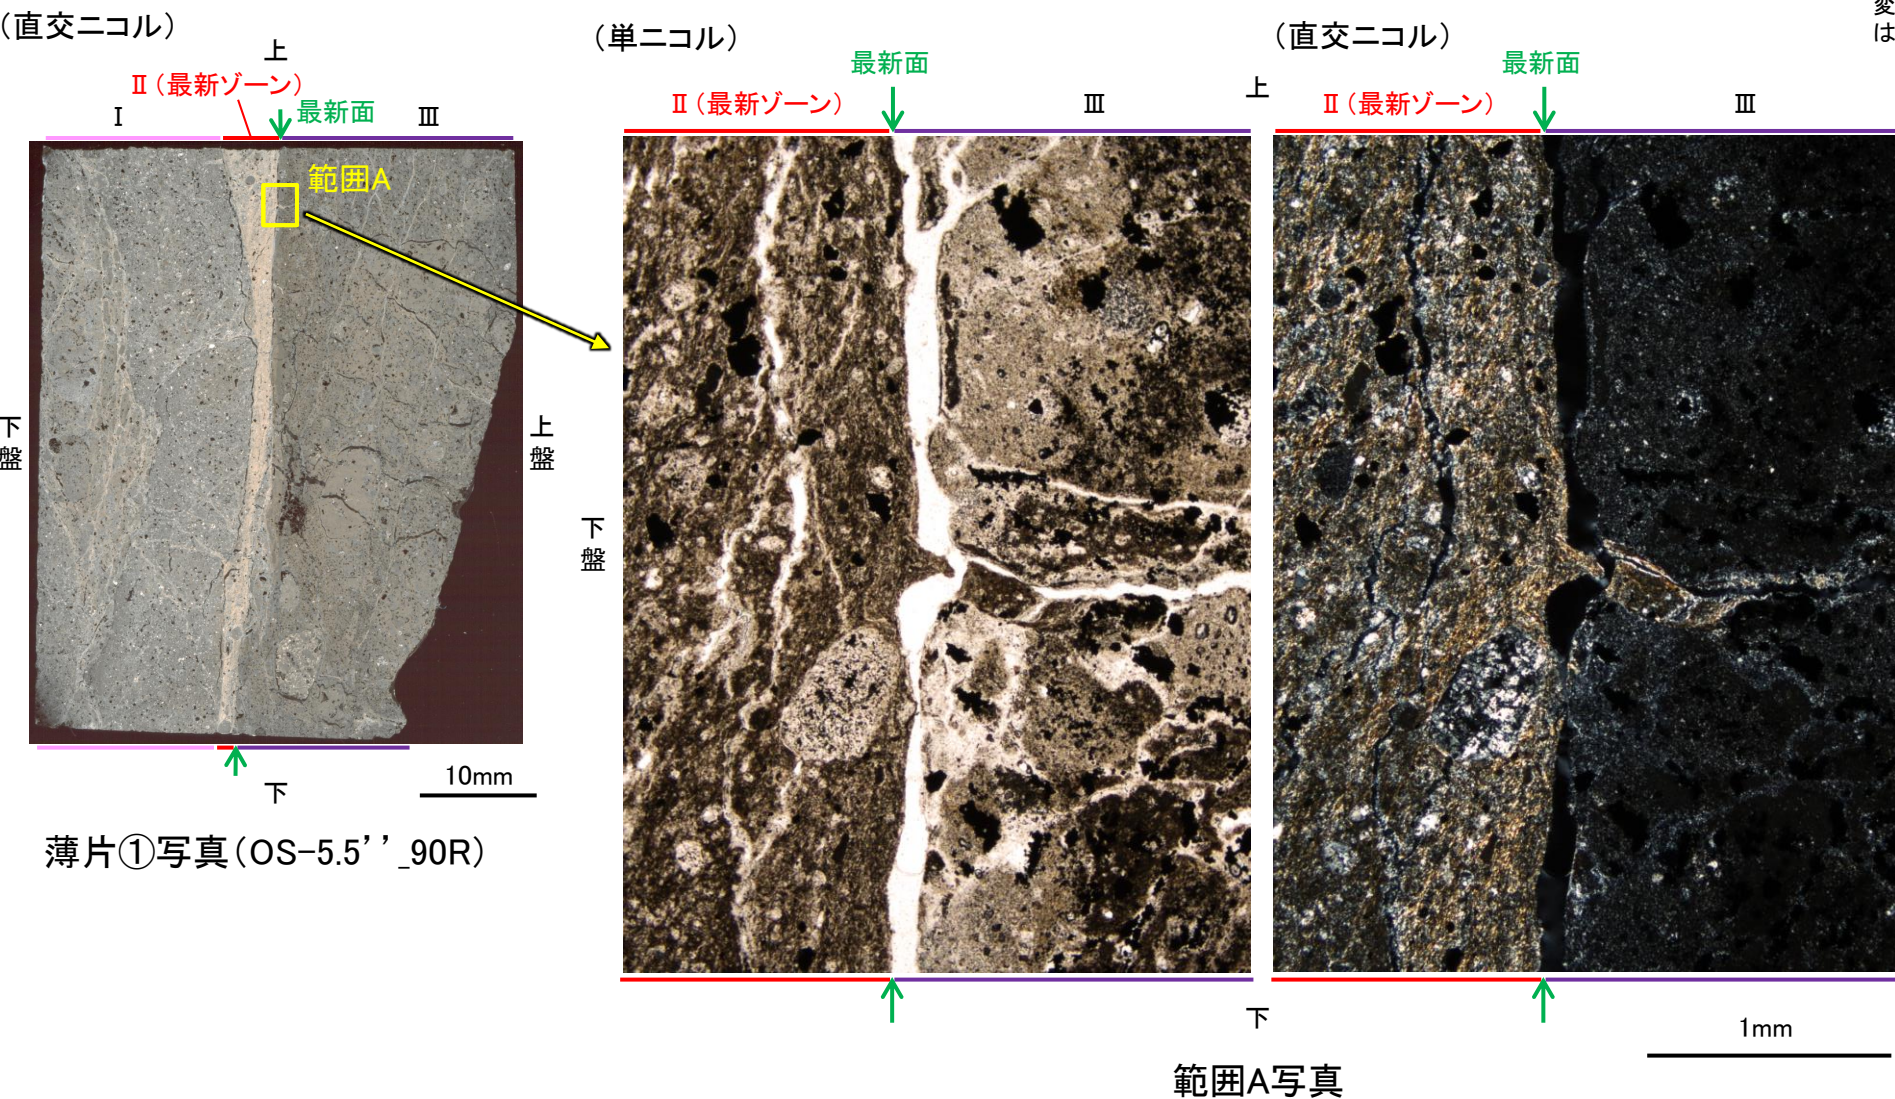 (直交ニコル)
上
Ⅱ(最新ゾーン)
最新面
Ⅰ
Ⅲ
範囲A
下盤
上盤
下
10mm
薄片①写真(OS-5.5’’_90R)
(単ニコル)
最新面
Ⅱ(最新ゾーン)
Ⅲ
上
下盤
(直交ニコル)
最新面
Ⅱ(最新ゾーン)
Ⅲ
変
は
下
1mm
範囲A写真